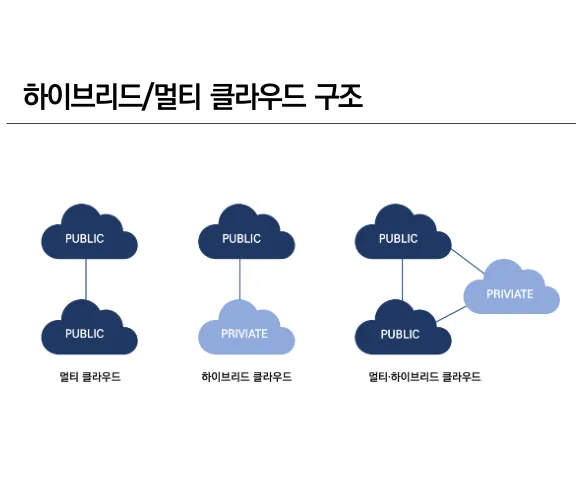 하이브리드/멀티 클라우드 구조
PUBLIC
PUBLIC
멀티 클라우드
PUBLIC
PRIVIATE
하이브리드 클라우드
PUBLIC
PRIVIATE
PUBLIC
멀티·하이브리드 클라우드